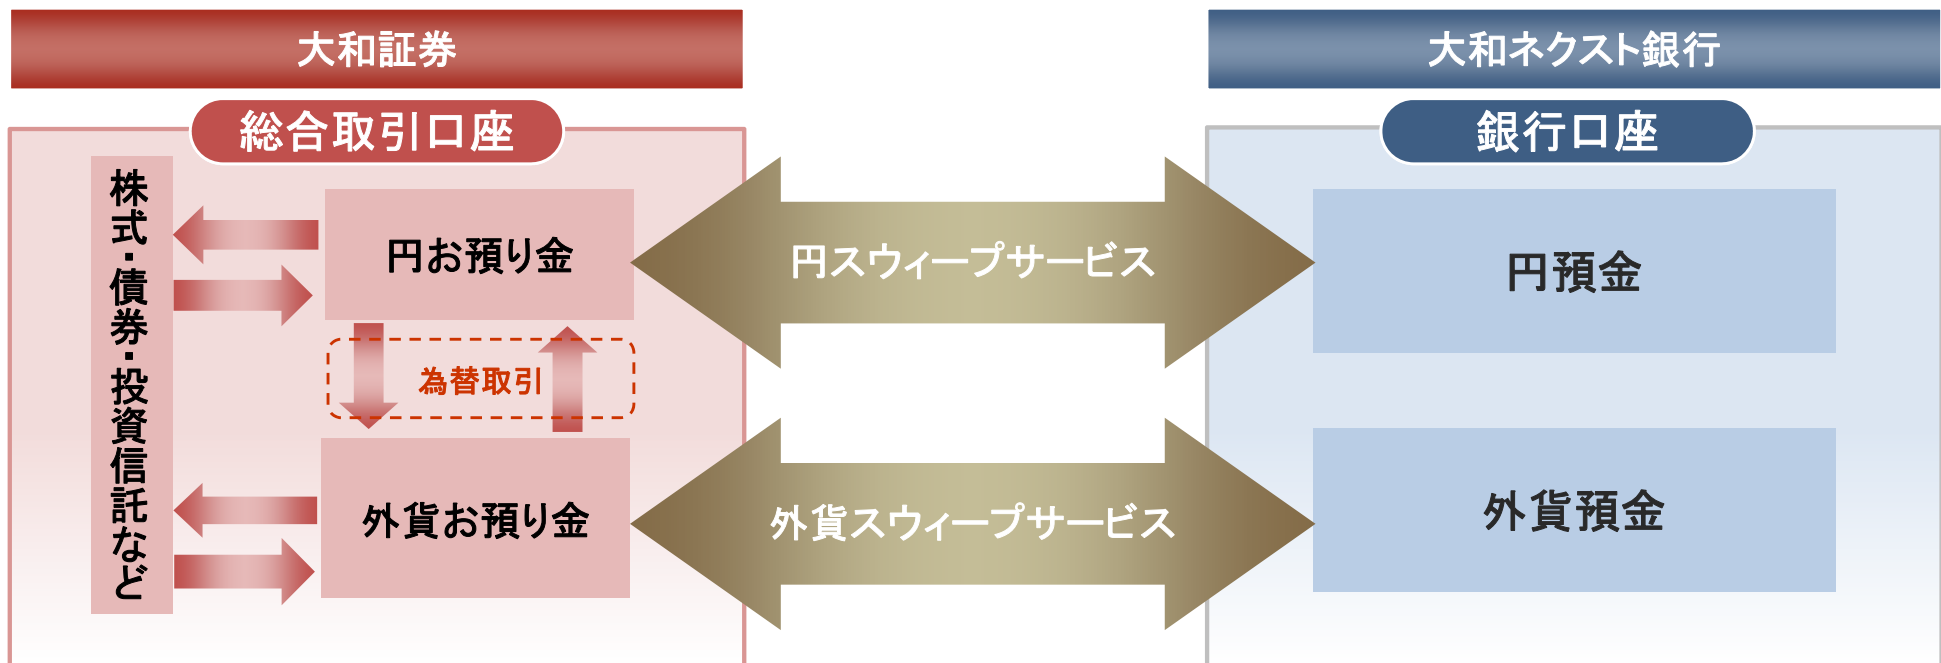 大和証券
大和ネクスト銀行
総合取引口座
銀行口座
株式・債券・投資信託など
円お預り金
円スウィープサービス
円預金
為替取引
外貨お預り金
外貨スウィープサービス
外貨預金